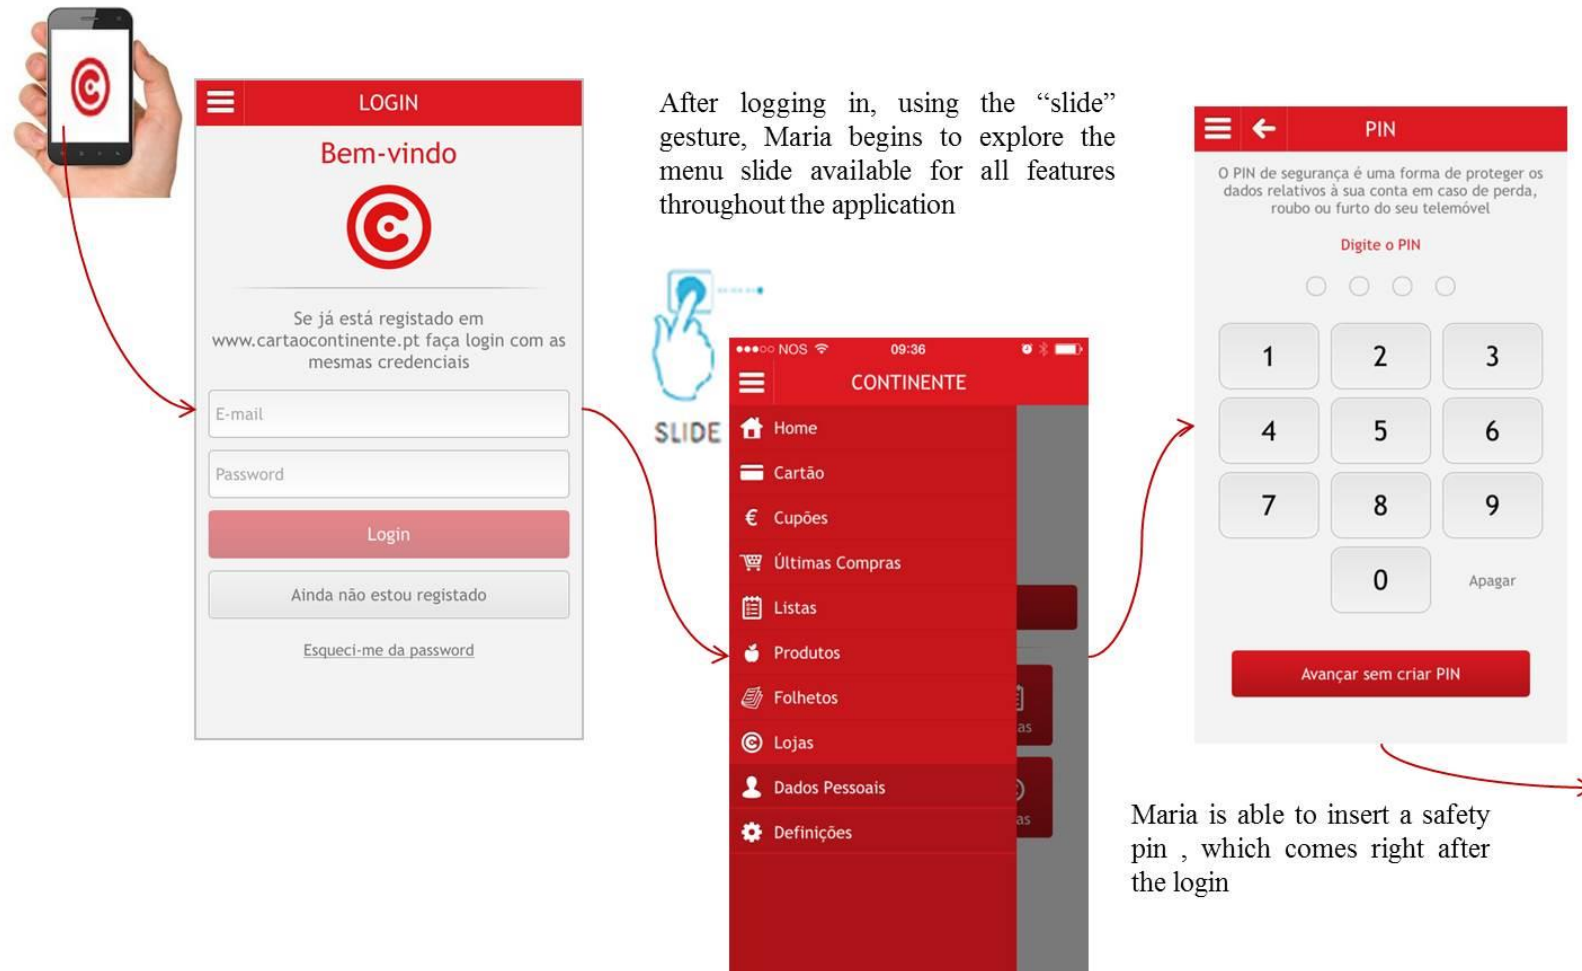 LOGIN
Bem-vindo
Se já está registado em
www.cartaocontinente.pt faça login com as
mesmas credenciais
E-mail
Password
Login
Ainda não estou registado
Esqueci-me da password
After logging in, using the “slide”
gesture, Maria begins to explore the
menu slide available for all features
throughout the application
SLIDE
NOS 09:36
CONTINENTE
Home
Cartão
€ Cupões
Últimas Compras
Listas
Produtos
Folhetos
Lojas
Dados Pessoais
Definições
as
as
PIN
O PIN de segurança é uma forma de proteger os
dados relativos à sua conta em caso de perda,
roubo ou furto do seu telemóvel
Digite o PIN
1 2 3
4 5 6
7 8 9
0 Apagar
Avançar sem criar PIN
Maria is able to insert a safety
pin , which comes right after
the login